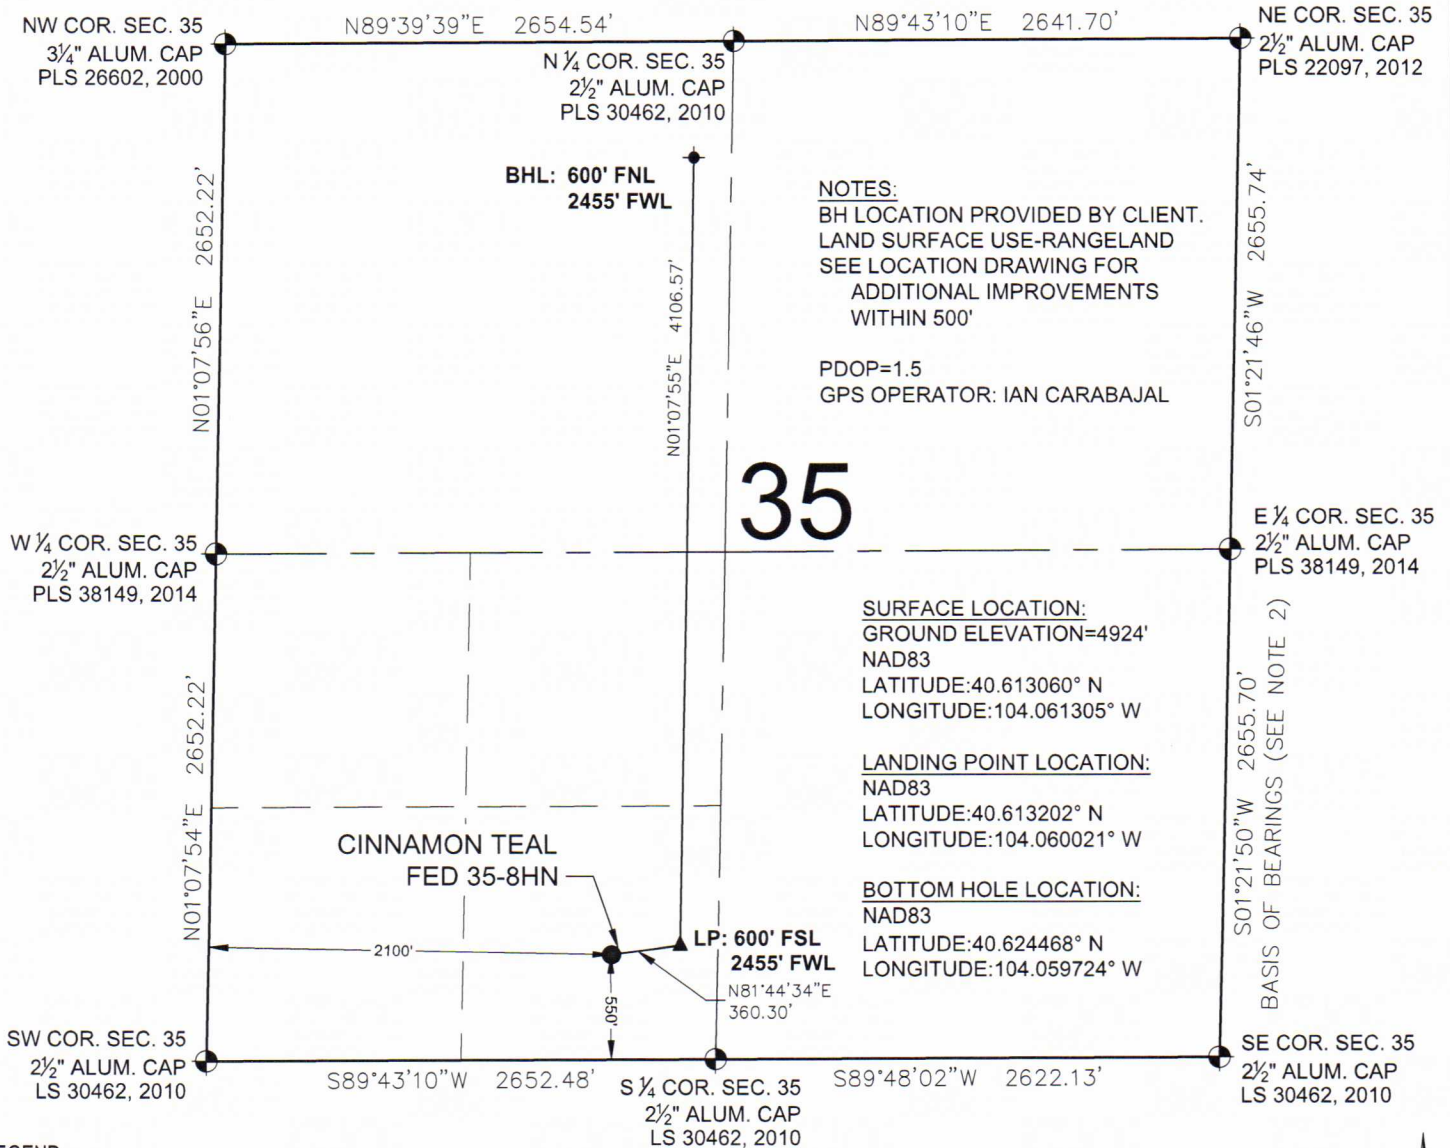 NW COR. SEC. 35
3¼" ALUM. CAP
PLS 26602, 2000
N89°39'39"E 2654.54'
N ¼ COR. SEC. 35
2½" ALUM. CAP
PLS 30462, 2010
N89°43'10"E 2641.70'
NE COR. SEC. 35
2½" ALUM. CAP
PLS 22097, 2012
BHL: 600' FNL
2455' FWL
N01°07'56"E 2652.22'
N01°07'55"E 4106.57'
NOTES:
BH LOCATION PROVIDED BY CLIENT.
LAND SURFACE USE-RANGELAND
SEE LOCATION DRAWING FOR
ADDITIONAL IMPROVEMENTS
WITHIN 500'
PDOP=1.5
GPS OPERATOR: IAN CARABAJAL
S01°21'46"W 2655.74'
35
W ¼ COR. SEC. 35
2½" ALUM. CAP
PLS 38149, 2014
E ¼ COR. SEC. 35
2½" ALUM. CAP
PLS 38149, 2014
SURFACE LOCATION:
GROUND ELEVATION=4924'
NAD83
LATITUDE:40.613060° N
LONGITUDE:104.061305° W
LANDING POINT LOCATION:
NAD83
LATITUDE:40.613202° N
LONGITUDE:104.060021° W
BOTTOM HOLE LOCATION:
NAD83
LATITUDE:40.624468° N
LONGITUDE:104.059724° W
N01°07'54"E 2652.22'
CINNAMON TEAL
FED 35-8HN
2100'
550'
LP: 600' FSL
2455' FWL
N81°44'34"E
360.30'
S01°21'50"W 2655.70'
BASIS OF BEARINGS (SEE NOTE 2)
SW COR. SEC. 35
2½" ALUM. CAP
LS 30462, 2010
S89°43'10"W 2652.48'
S ¼ COR. SEC. 35
2½" ALUM. CAP
LS 30462, 2010
S89°48'02"W 2622.13'
SE COR. SEC. 35
2½" ALUM. CAP
LS 30462, 2010